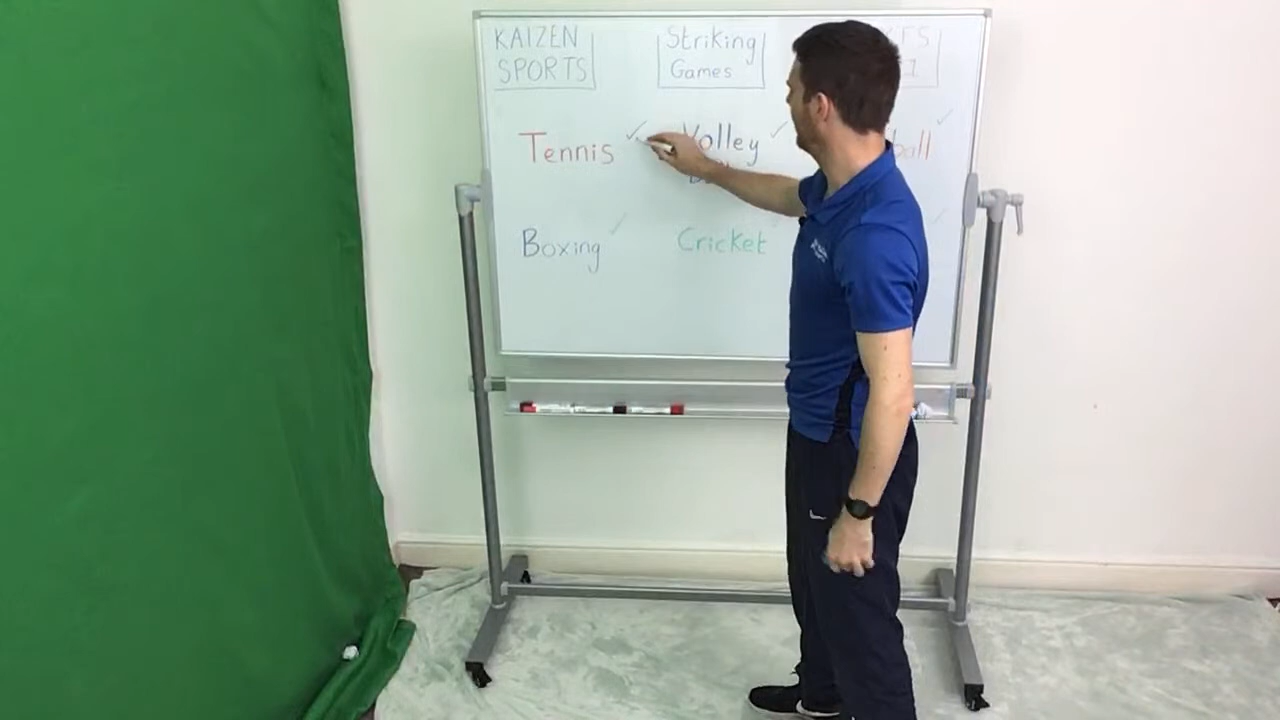 KAIZEN
SPORTS
Striking
Games
Tennis
Volley
ball
Boxing
Cricket